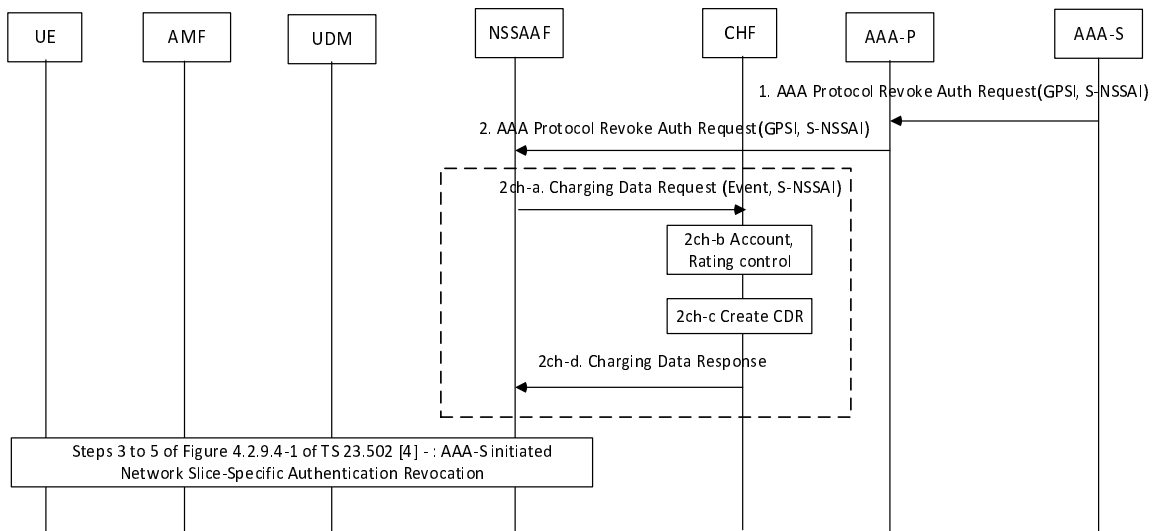 UE
AMF
UDM
NSSAAF
CHF
AAA-P
AAA-S
1. AAA Protocol Revoke Auth Request(GPSI, S-NSSAI)
2. AAA Protocol Revoke Auth Request(GPSI, S-NSSAI)
2ch-a. Charging Data Request (Event, S-NSSAI)
2ch-b Account,
Rating control
2ch-c Create CDR
2ch-d. Charging Data Response
Steps 3 to 5 of Figure 4.2.9.4-1 of TS 23.502 [4] - : AAA-S initiated
Network Slice-Specific Authentication Revocation